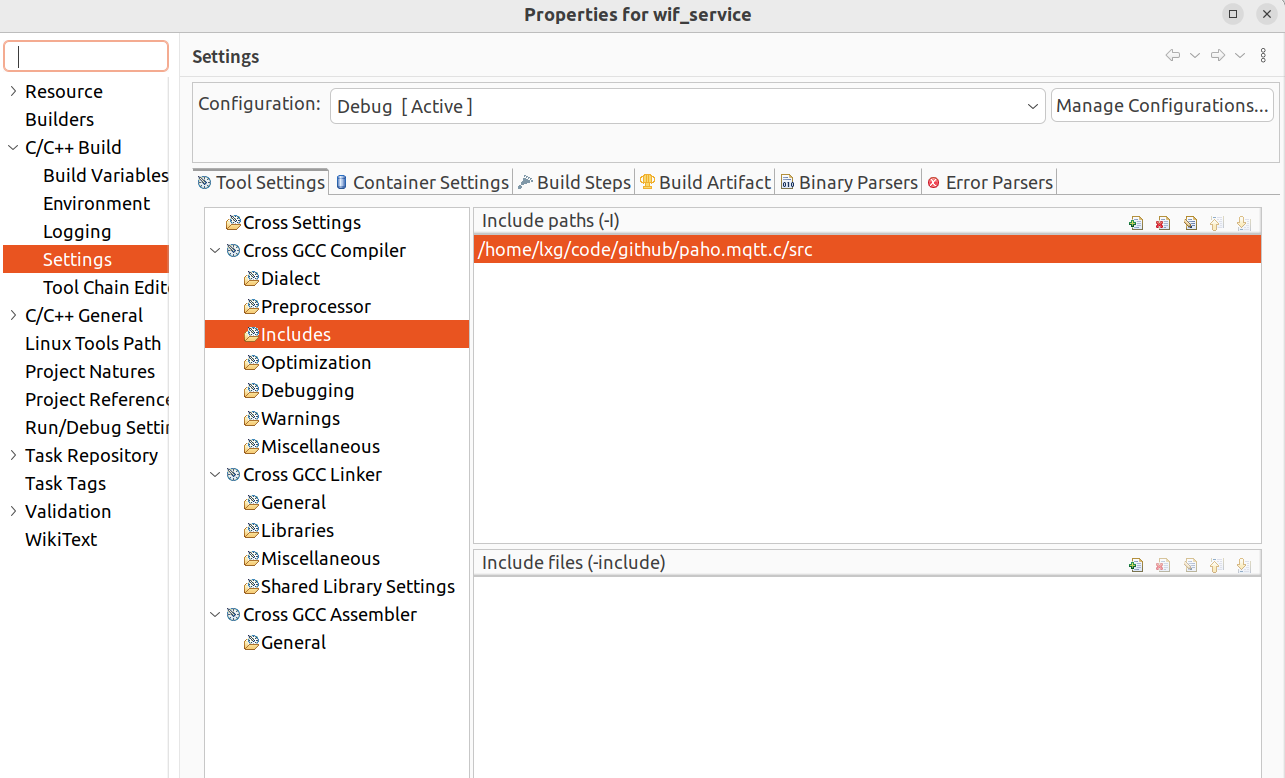 Properties for wif_service
Settings
Configuration: Debug [ Active ] Manage Configurations...
Resource
Builders
C/C++ Build
Build Variables
Environment
Logging
Settings
Tool Chain Edit
C/C++ General
Linux Tools Path
Project Natures
Project Reference
Run/Debug Settin
Task Repository
Task Tags
Validation
WikiText
Tool Settings Container Settings Build Steps Build Artifact Binary Parsers Error Parsers
Cross Settings
Cross GCC Compiler
Dialect
Preprocessor
Includes
Optimization
Debugging
Warnings
Miscellaneous
Cross GCC Linker
General
Libraries
Miscellaneous
Shared Library Settings
Cross GCC Assembler
General
Include paths (-I)
/home/lxg/code/github/paho.mqtt.c/src
Include files (-include)